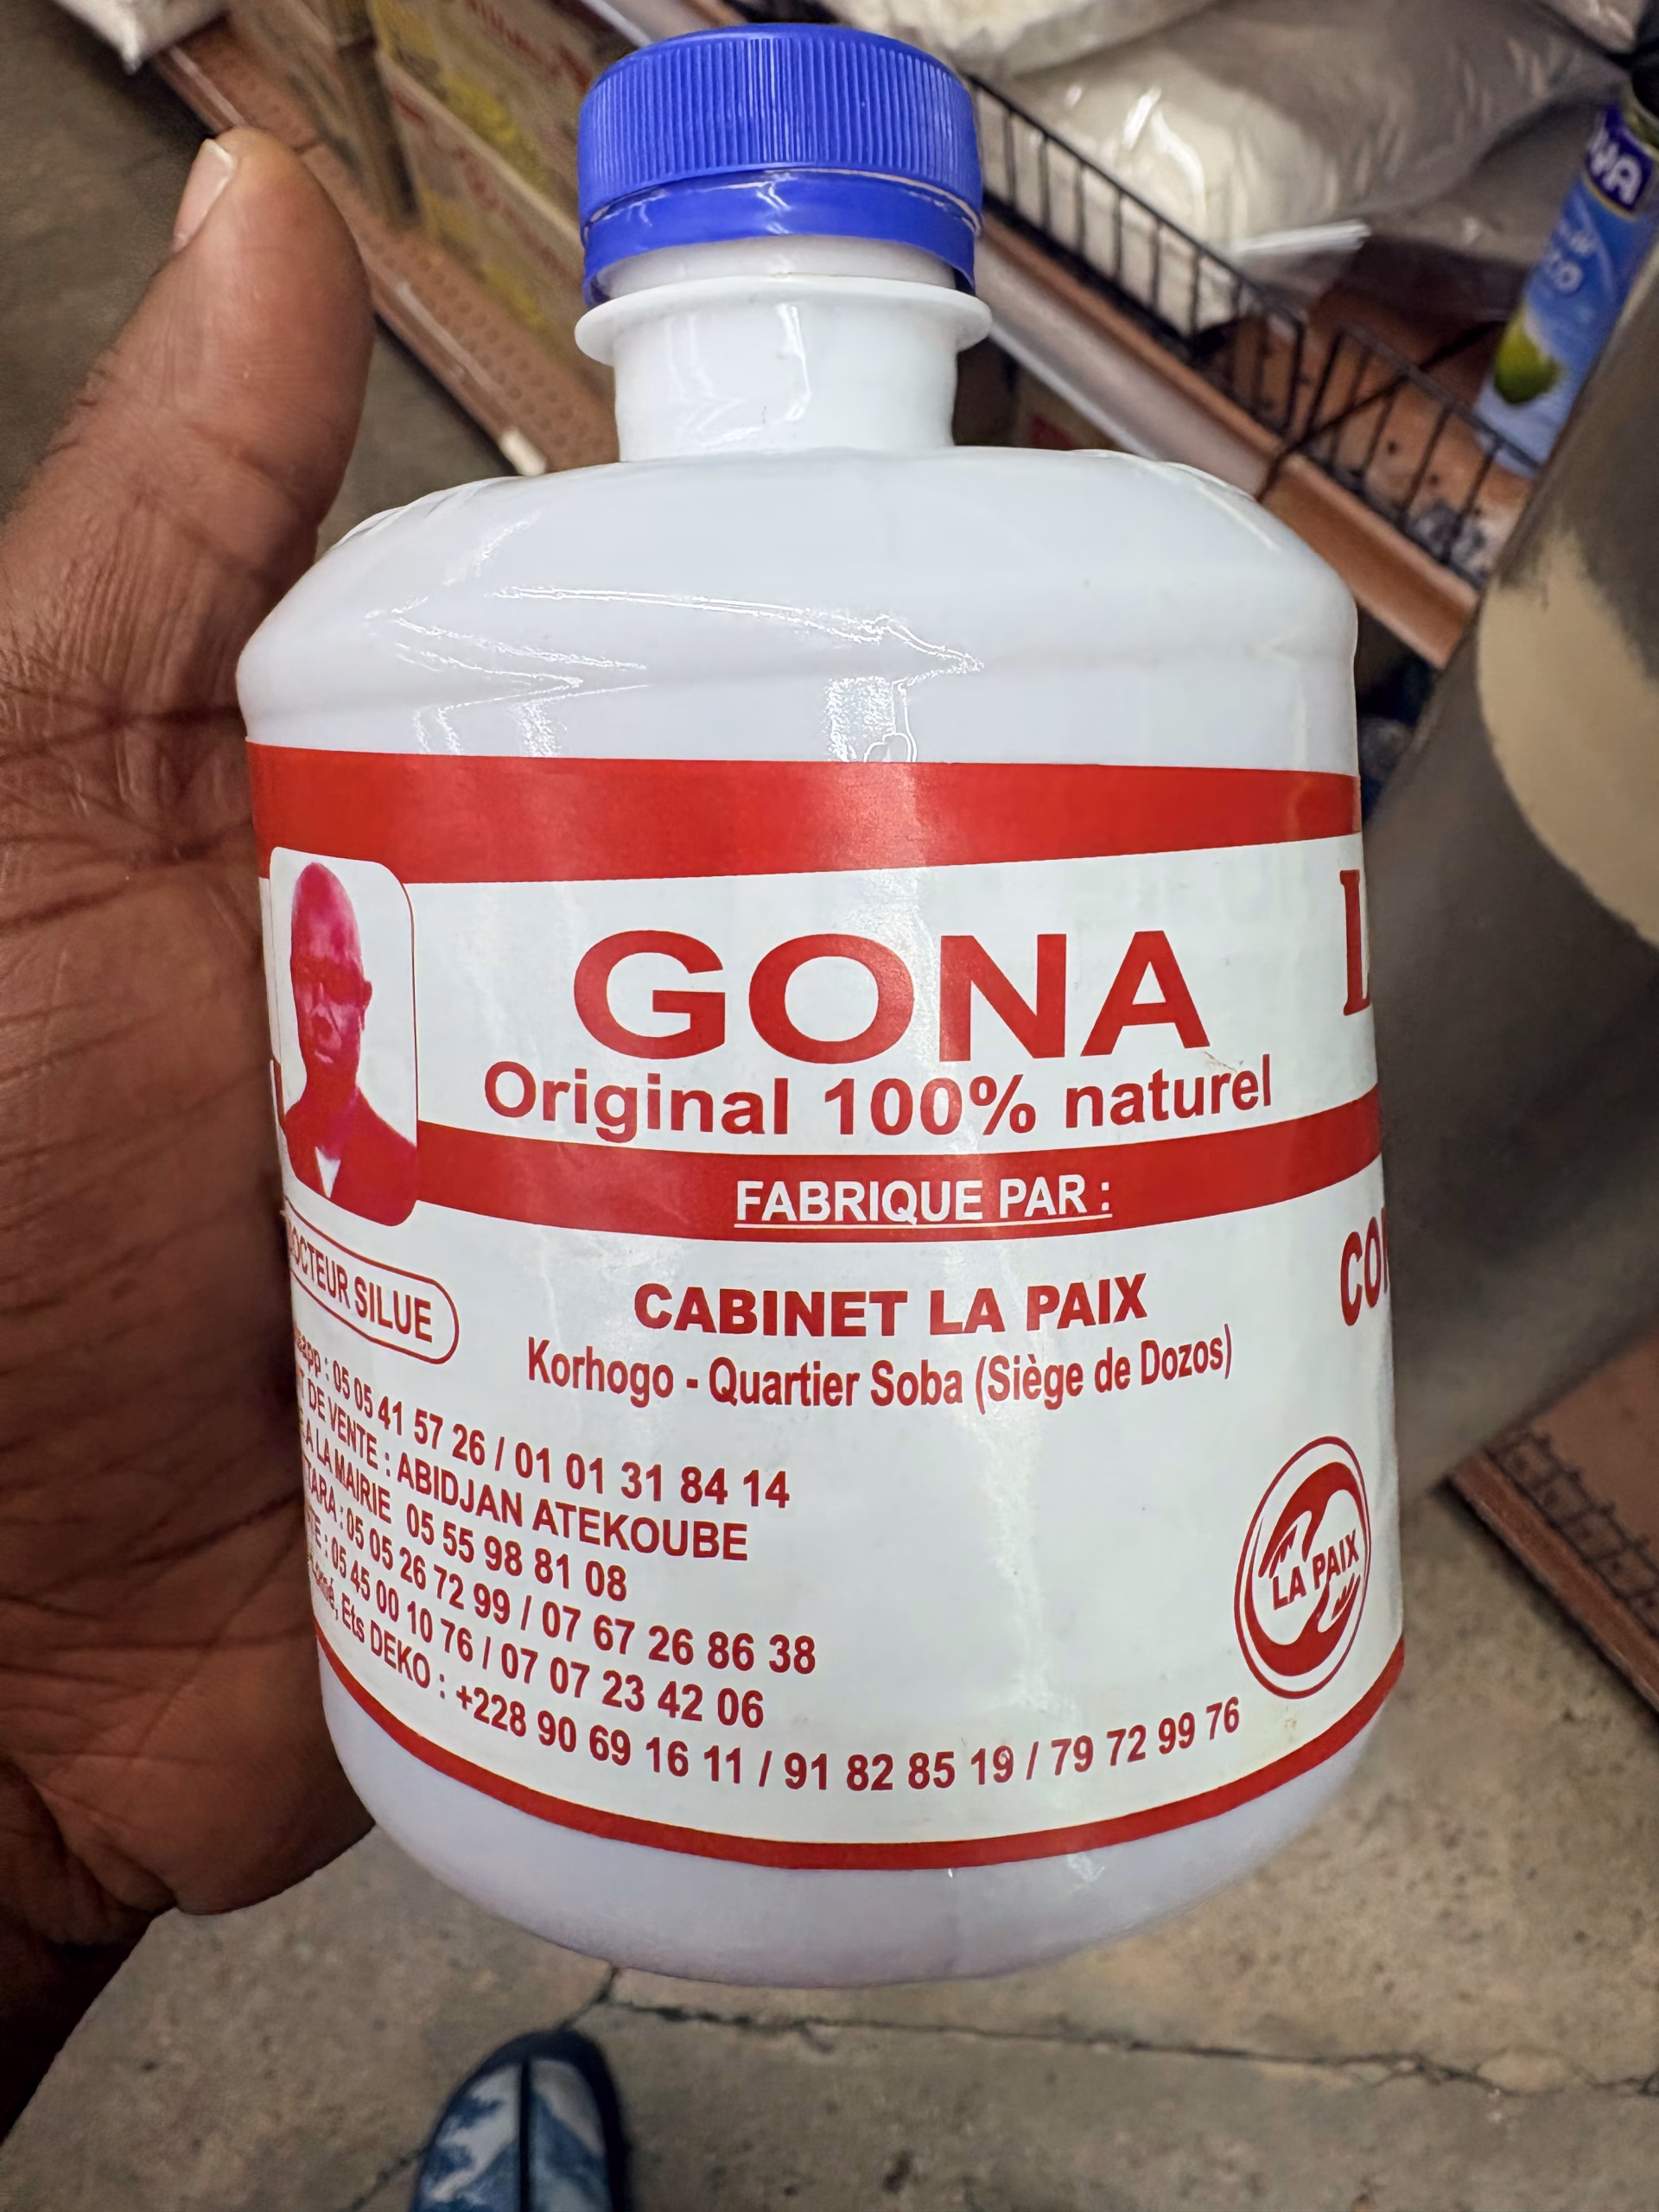 GONA
Original 100% naturel
FABRIQUE PAR :
CABINET LA PAIX
Korhogo - Quartier Soba (Siège de Dozos)
DOCTEUR SILUE
: 05 05 41 57 26 / 01 01 31 84 14
DE VENTE : ABIDJAN ATEKOUBE
A LA MAIRIE 05 55 98 81 08
: 05 05 26 72 99 / 07 67 26 86 38
: 05 45 00 10 76 / 07 07 23 42 06
Ets DEKO : +228 90 69 16 11 / 91 82 85 19 / 79 72 99 76
LA PAIX